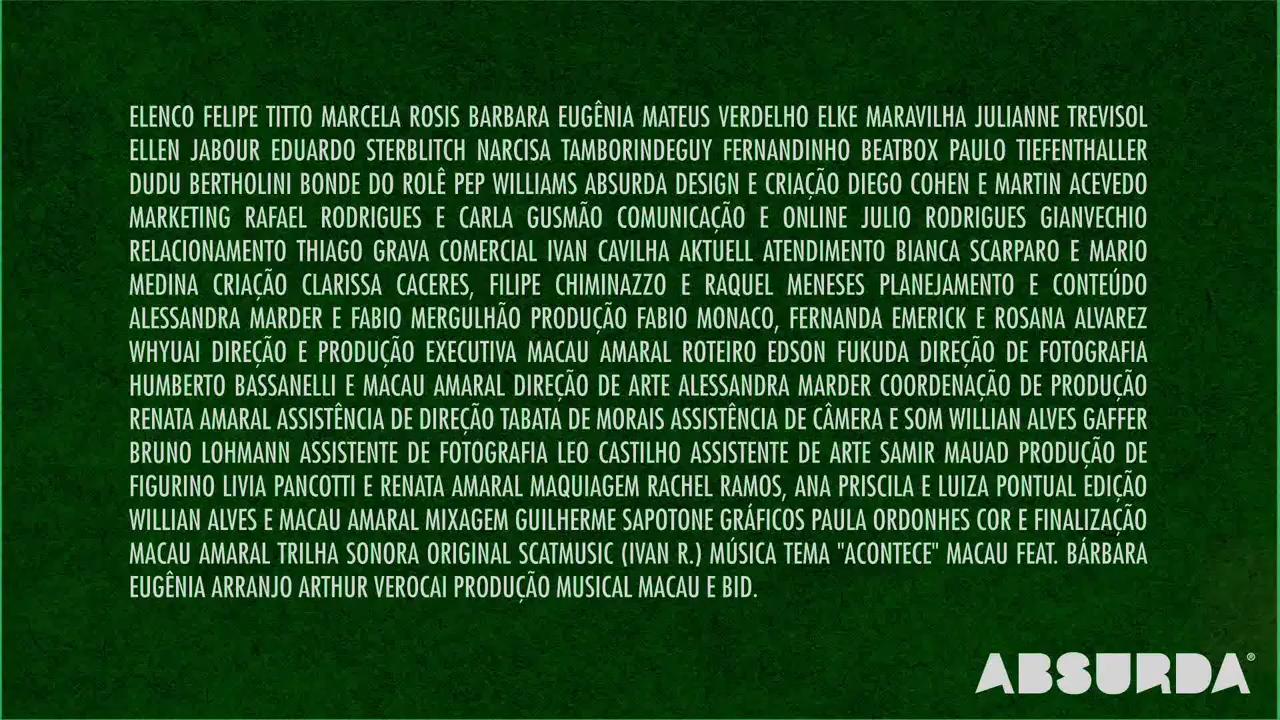 ELENCO FELIPE TITTO MARCELA ROSIS BARBARA EUGÊNIA MATEUS VERDELHO ELKE MARAVILHA JULIANNE TREVISOL
ELLEN JABOUR EDUARDO STERBLITCH NARCISA TAMBORINDEGUY FERNANDINHO BEATBOX PAULO TIEFENTHALLER
DUDU BERTHOLINI BONDE DO ROLÊ PEP WILLIAMS ABSURDA DESIGN E CRIAÇÃO DIEGO COHEN E MARTIN ACEVEDO
MARKETING RAFAEL RODRIGUES E CARLA GUSMÃO COMUNICAÇÃO E ONLINE JULIO RODRIGUES GIANVECHIO
RELACIONAMENTO THIAGO GRAVA COMERCIAL IVAN CAVILHA AKTUELL ATENDIMENTO BIANCA SCARPARO E MARIO
MEDINA CRIAÇÃO CLARISSA CACERES, FILIPE CHIMINAZZO E RAQUEL MENESES PLANEJAMENTO E CONTEÚDO
ALESSANDRA MARDER E FABIO MERGULHÃO PRODUÇÃO FABIO MONACO, FERNANDA EMERICK E ROSANA ALVAREZ
WHYUAI DIREÇÃO E PRODUÇÃO EXECUTIVA MACAU AMARAL ROTEIRO EDSON FUKUDA DIREÇÃO DE FOTOGRAFIA
HUMBERTO BASSANELLI E MACAU AMARAL DIREÇÃO DE ARTE ALESSANDRA MARDER COORDENAÇÃO DE PRODUÇÃO
RENATA AMARAL ASSISTÊNCIA DE DIREÇÃO TABATA DE MORAIS ASSISTÊNCIA DE CÂMERA E SOM WILLIAN ALVES GAFFER
BRUNO LOHMANN ASSISTENTE DE FOTOGRAFIA LEO CASTILHO ASSISTENTE DE ARTE SAMIR MAUAD PRODUÇÃO DE
FIGURINO LIVIA PANCOTTI E RENATA AMARAL MAQUIAGEM RACHEL RAMOS, ANA PRISCILA E LUIZA PONTUAL EDIÇÃO
WILLIAN ALVES E MACAU AMARAL MIXAGEM GUILHERME SAPOTONE GRÁFICOS PAULA ORDONHES COR E FINALIZAÇÃO
MACAU AMARAL TRILHA SONORA ORIGINAL SCATMUSIC (IVAN R.) MÚSICA TEMA "ACONTECE" MACAU FEAT. BÁRBARA
EUGÊNIA ARRANJO ARTHUR VEROCAI PRODUÇÃO MUSICAL MACAU E BID.
ABSURDA®